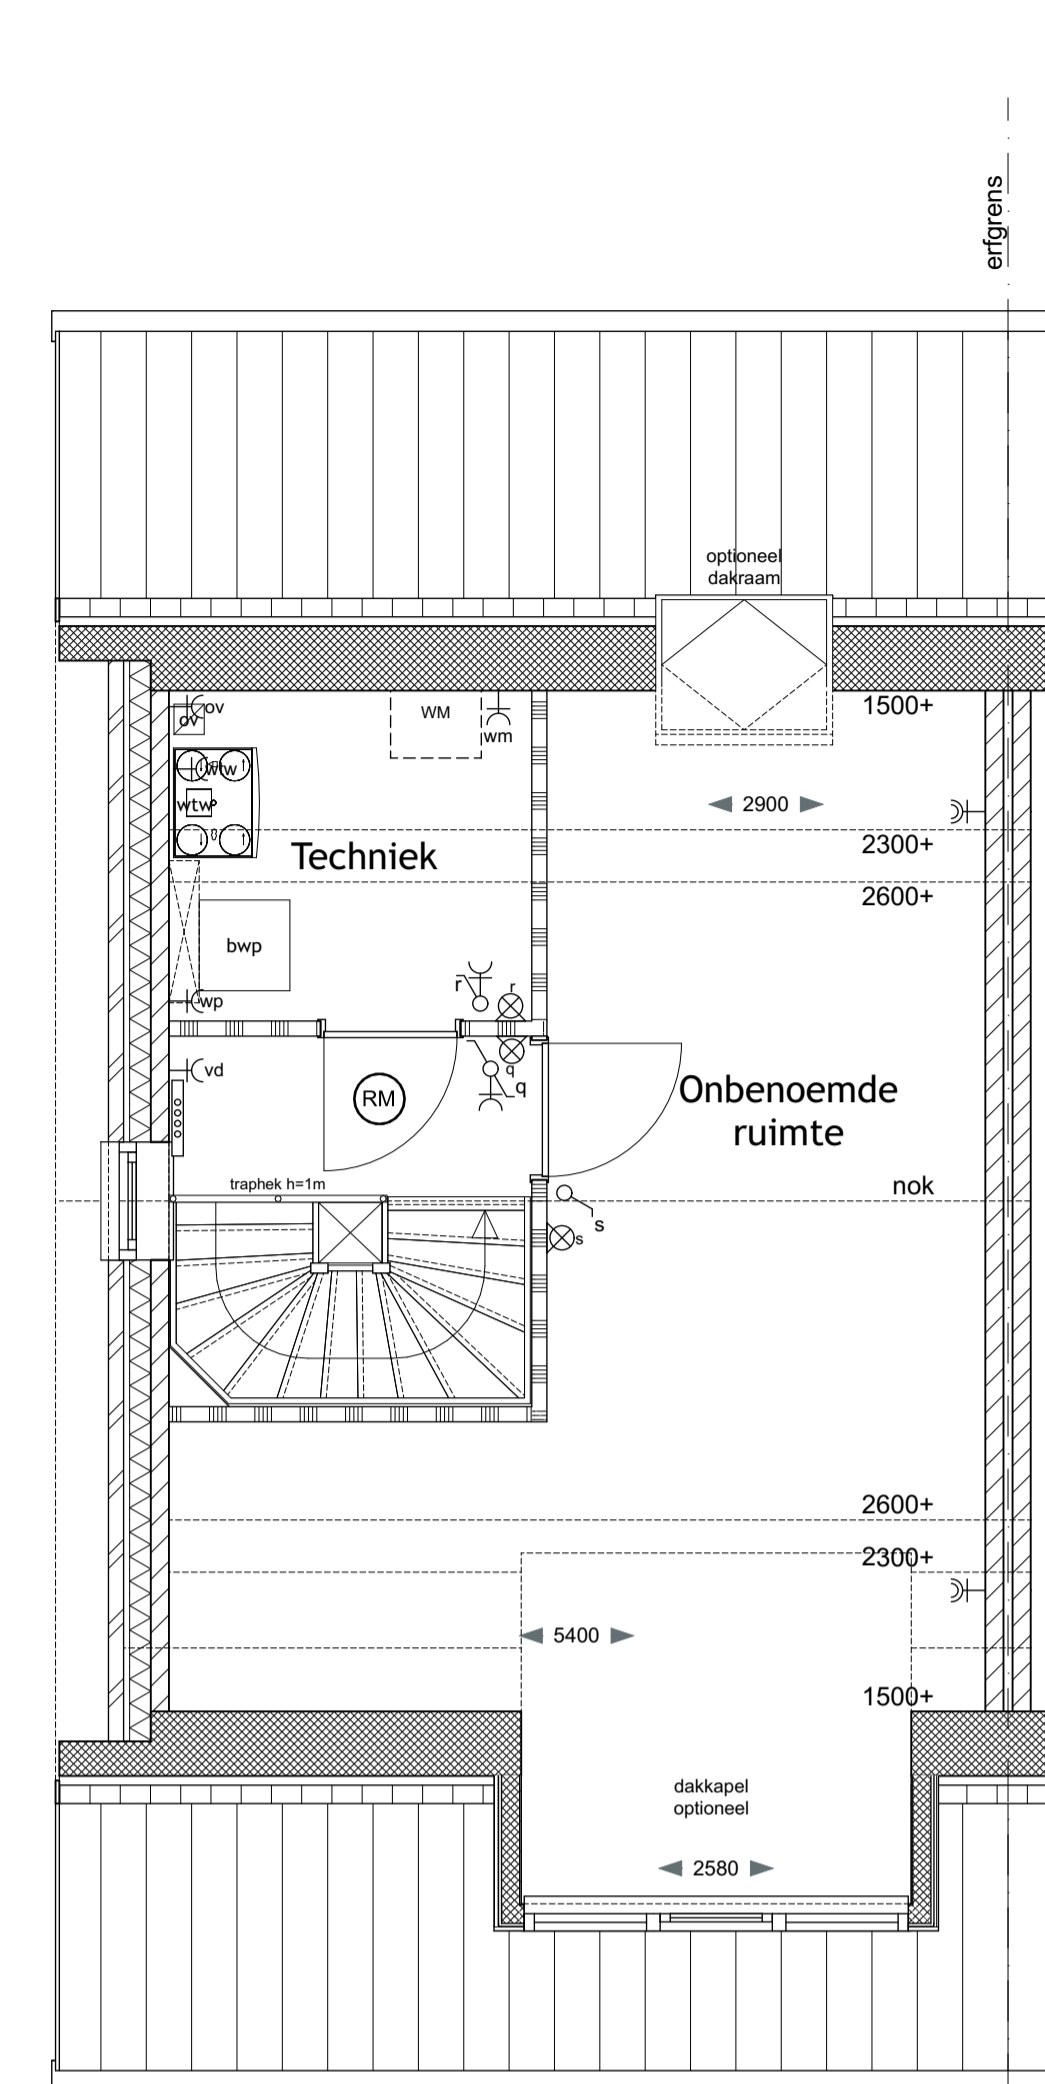 erfgrens
optioneel
dakraam
1500+
ov
ov
WM
wm
wtw
wtw
2900
2300+
Techniek
2600+
bwp
wp
r
r
vd
RM
q
q
Onbenoemde
ruimte
traphek h=1m
nok
s
s
2600+
2300+
5400
1500+
dakkapel
optioneel
2580